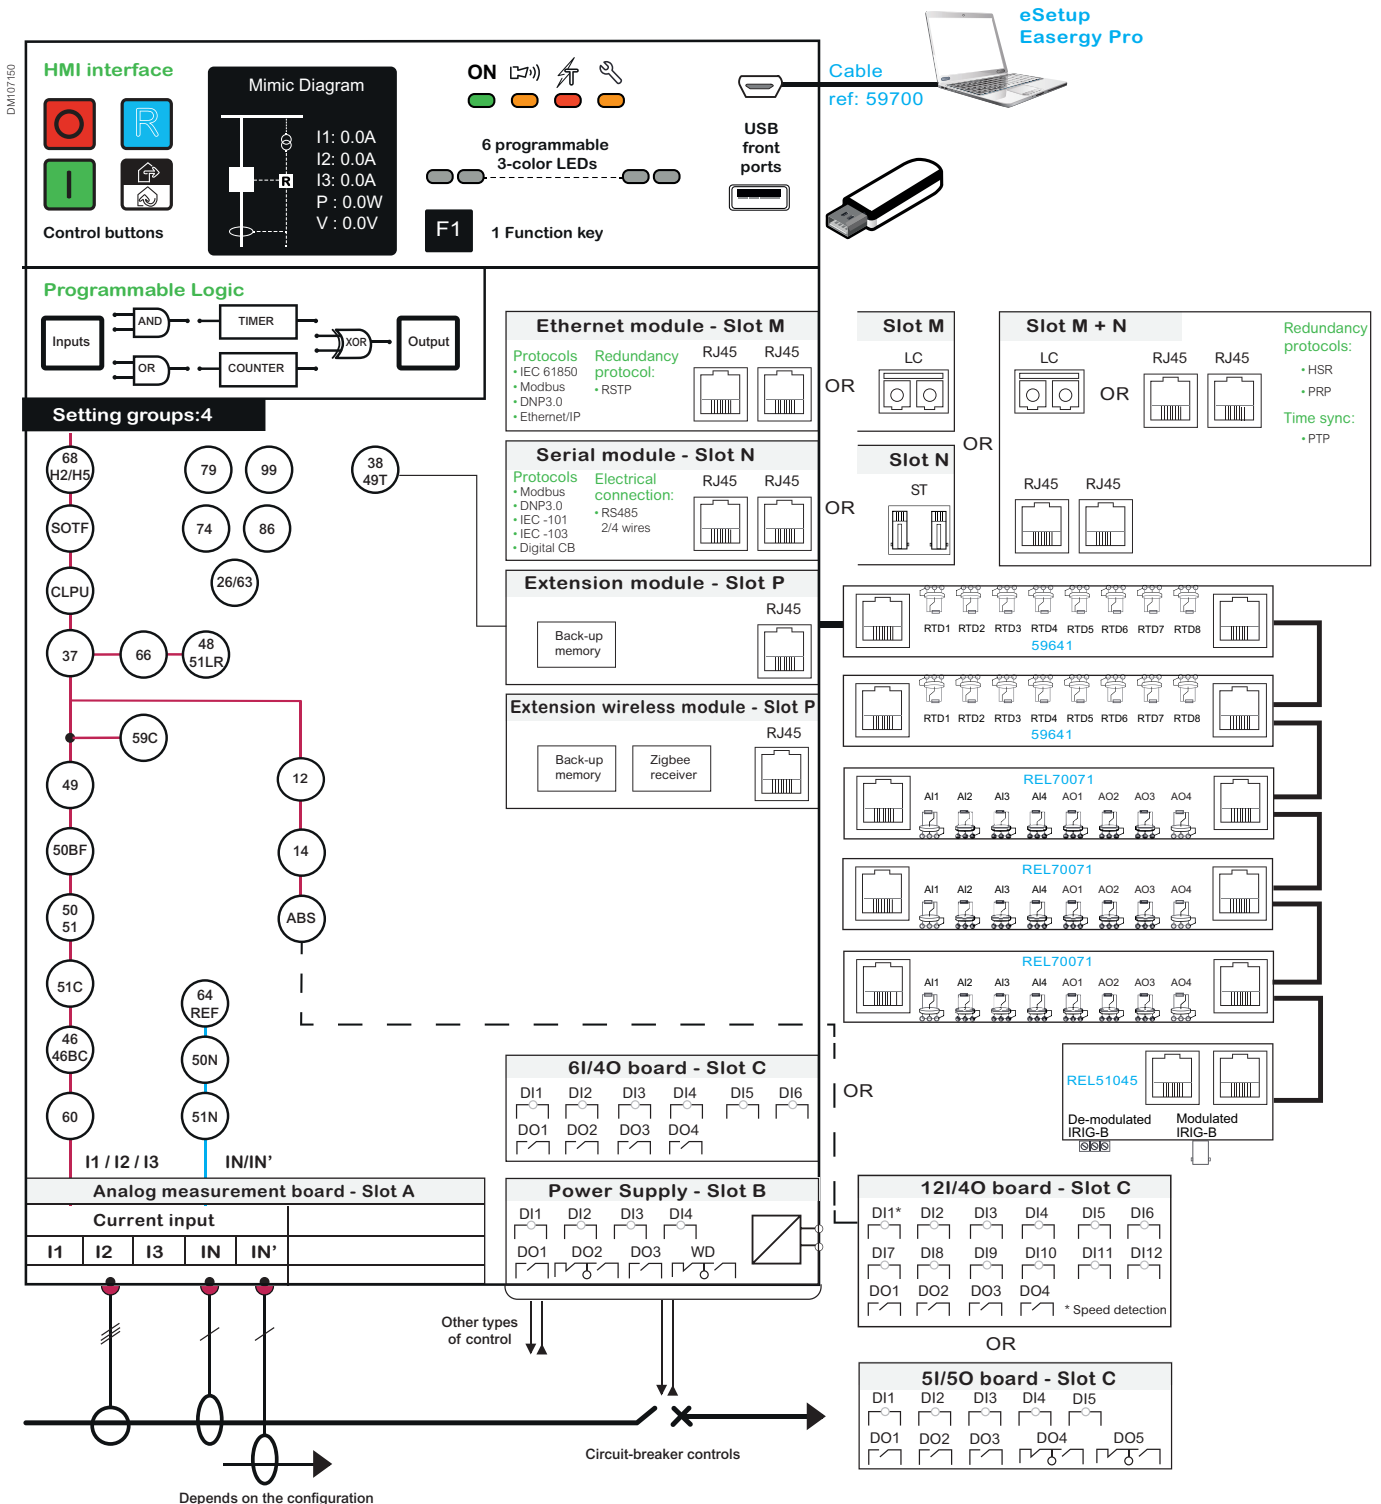 DM107150
eSetup
Easergy Pro
HMI interface
R
Control buttons
Mimic Diagram
I1: 0.0A
I2: 0.0A
I3: 0.0A
P : 0.0W
V : 0.0V
R
ON
6 programmable
3-color LEDs
F1
1 Function key
USB
front
ports
Cable
ref: 59700
Programmable Logic
Inputs
AND
OR
TIMER
COUNTER
XOR
Output
Setting groups:4
68
H2/H5
79
99
38
49T
SOTF
74
86
CLPU
26/63
37
66
48
51LR
59C
49
12
50BF
14
50
51
ABS
51C
64
REF
46
46BC
50N
60
51N
I1 / I2 / I3
IN/IN’
Ethernet module - Slot M
Protocols
• IEC 61850
• Modbus
• DNP3.0
• Ethernet/IP
Redundancy
protocol:
• RSTP
RJ45 RJ45
OR
Slot M
LC
Serial module - Slot N
Protocols
• Modbus
• DNP3.0
• IEC -101
• IEC -103
• Digital CB
Electrical
connection:
• RS485
2/4 wires
RJ45 RJ45
OR
Slot N
ST
OR
Slot M + N
LC
OR
RJ45 RJ45
RJ45 RJ45
Redundancy
protocols:
• HSR
• PRP
Time sync:
• PTP
Extension module - Slot P
Back-up
memory
RJ45
Extension wireless module - Slot P
Back-up
memory
Zigbee
receiver
RJ45
RTD1 RTD2 RTD3 RTD4 RTD5 RTD6 RTD7 RTD8
59641
RTD1 RTD2 RTD3 RTD4 RTD5 RTD6 RTD7 RTD8
59641
REL70071
AI1 AI2 AI3 AI4 AO1 AO2 AO3 AO4
REL70071
AI1 AI2 AI3 AI4 AO1 AO2 AO3 AO4
REL70071
AI1 AI2 AI3 AI4 AO1 AO2 AO3 AO4
REL51045
De-modulated
IRIG-B
Modulated
IRIG-B
6I/4O board - Slot C
DI1 DI2 DI3 DI4 DI5 DI6
DO1 DO2 DO3 DO4
OR
Analog measurement board - Slot A
Current input
I1 I2 I3 IN IN’
Power Supply - Slot B
DI1 DI2 DI3 DI4
DO1 DO2 DO3 WD
12I/4O board - Slot C
DI1* DI2 DI3 DI4 DI5 DI6
DI7 DI8 DI9 DI10 DI11 DI12
DO1 DO2 DO3 DO4
* Speed detection
OR
5I/5O board - Slot C
DI1 DI2 DI3 DI4 DI5
DO1 DO2 DO3 DO4 DO5
Other types
of control
Circuit-breaker controls
Depends on the configuration